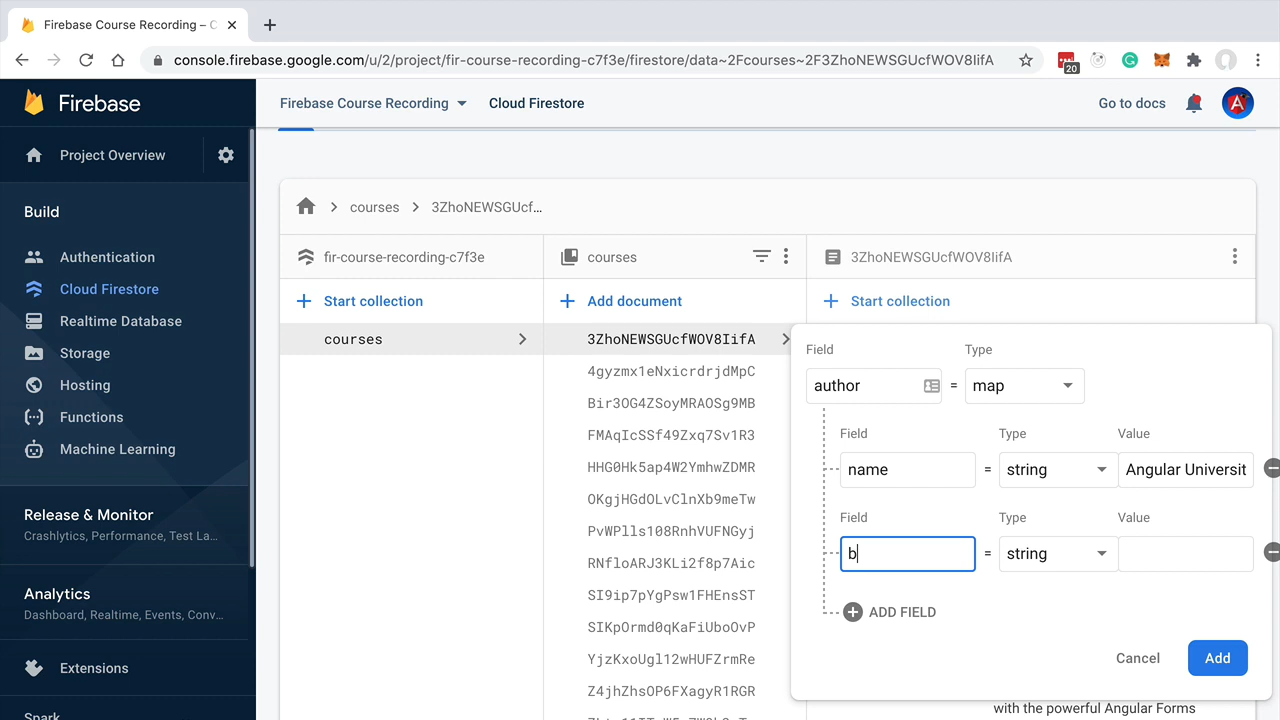 Firebase Course Recording – C
console.firebase.google.com/u/2/project/fir-course-recording-c7f3e/firestore/data~2Fcourses~2F3ZhoNEWSGUcfWOV8IifA
20
Firebase
Firebase Course Recording
Cloud Firestore
Go to docs
Project Overview
Build
Authentication
Cloud Firestore
Realtime Database
Storage
Hosting
Functions
Machine Learning
Release & Monitor
Crashlytics, Performance, Test La...
Analytics
Dashboard, Realtime, Events, Conv...
Extensions
Spark
courses
3ZhoNEWSGUcf...
fir-course-recording-c7f3e
courses
3ZhoNEWSGUcfWOV8IifA
Start collection
Add document
Start collection
courses
3ZhoNEWSGUcfWOV8IifA
4gyzmx1eNxicrdrjdMpC
Bir3OG4ZSoyMRAOSg9MB
FMAqIcSSf49Zxq7Sv1R3
HHG0Hk5ap4W2YmhwZDMR
OKgjHGdOLvClnXb9meTw
PvWPlls108RnhVUFNGyj
RNfloARJ3KLi2f8p7Aic
SI9ip7pYgPsw1FHEnsST
SIKpOrmd0qKaFiUboOvP
YjzKxoUgl12wHUFZrmRe
Z4jhZhsOP6FXagyR1RGR
Field
Type
author
=
map
Field
Type
Value
name
=
string
Angular Universit
Field
Type
Value
b
=
string
ADD FIELD
Cancel
Add
with the powerful Angular Forms